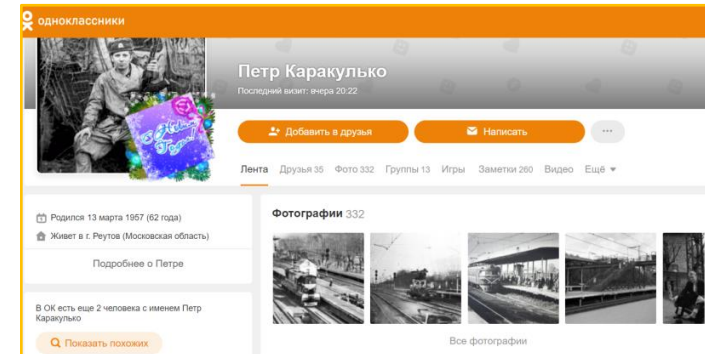 одноклассники
Петр Каракулько
Последний визит: вчера 20:22
Добавить в друзья
Написать
С Новым Годом!
Лента Друзья 35 Фото 332 Группы 13 Игры Заметки 260 Видео Ещё
Родился 13 марта 1957 (62 года)
Живет в г. Реутов (Московская область)
Подробнее о Петре
В ОК есть еще 2 человека с именем Петр
Каракулько
Показать похожих
Фотографии 332
Все фотографии